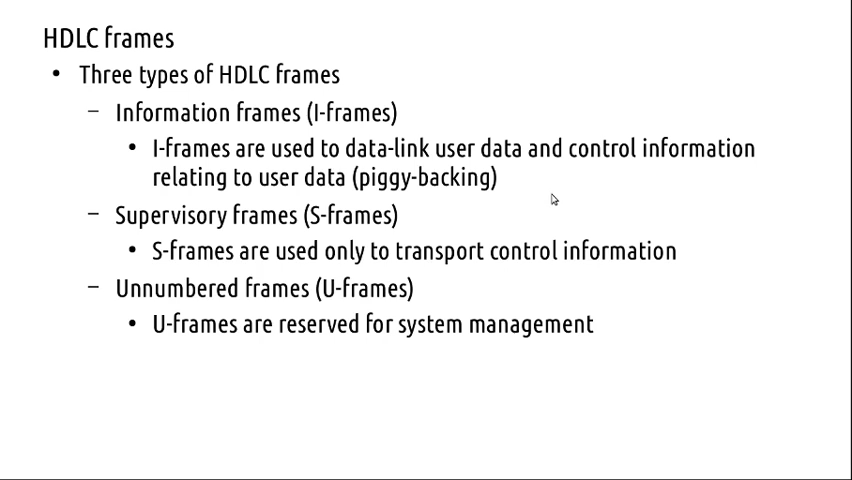 HDLC frames
• Three types of HDLC frames
– Information frames (I-frames)
• I-frames are used to data-link user data and control information
relating to user data (piggy-backing)
– Supervisory frames (S-frames)
• S-frames are used only to transport control information
– Unnumbered frames (U-frames)
• U-frames are reserved for system management